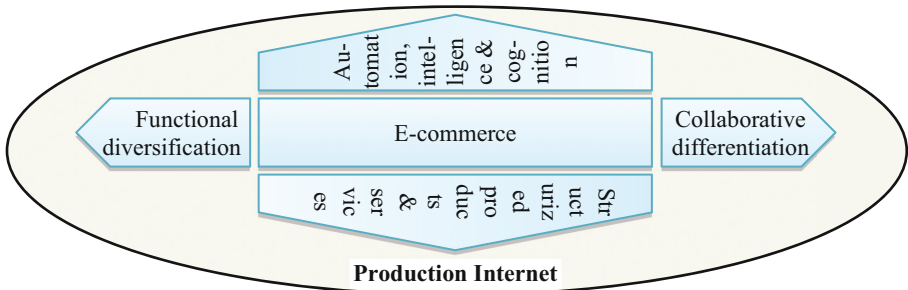 Au-
tomat
ion,
intel-
ligen
ce &
cog-
nitio
n
Functional
diversification
E-commerce
Collaborative
differentiation
Str
uct
uriz
ed
pro
duc
ts
&
ser
vic
es
Production Internet